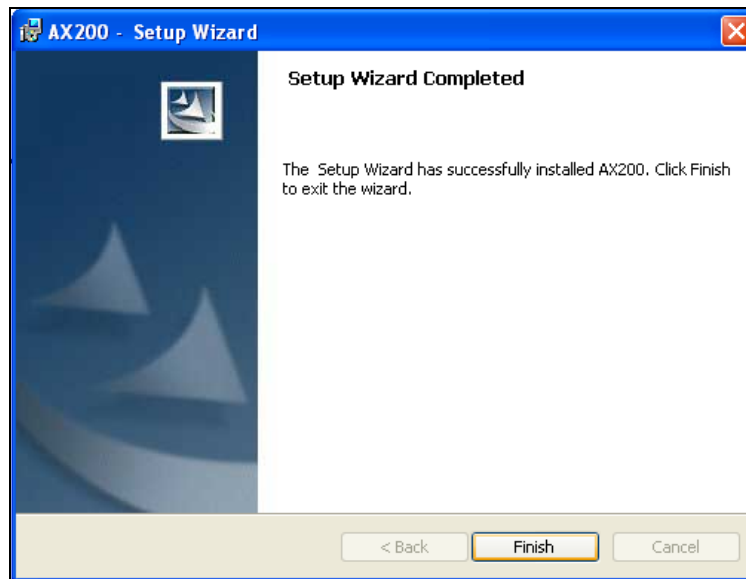 AX200 - Setup Wizard
Setup Wizard Completed
The Setup Wizard has successfully installed AX200. Click Finish
to exit the wizard.
< Back Finish Cancel